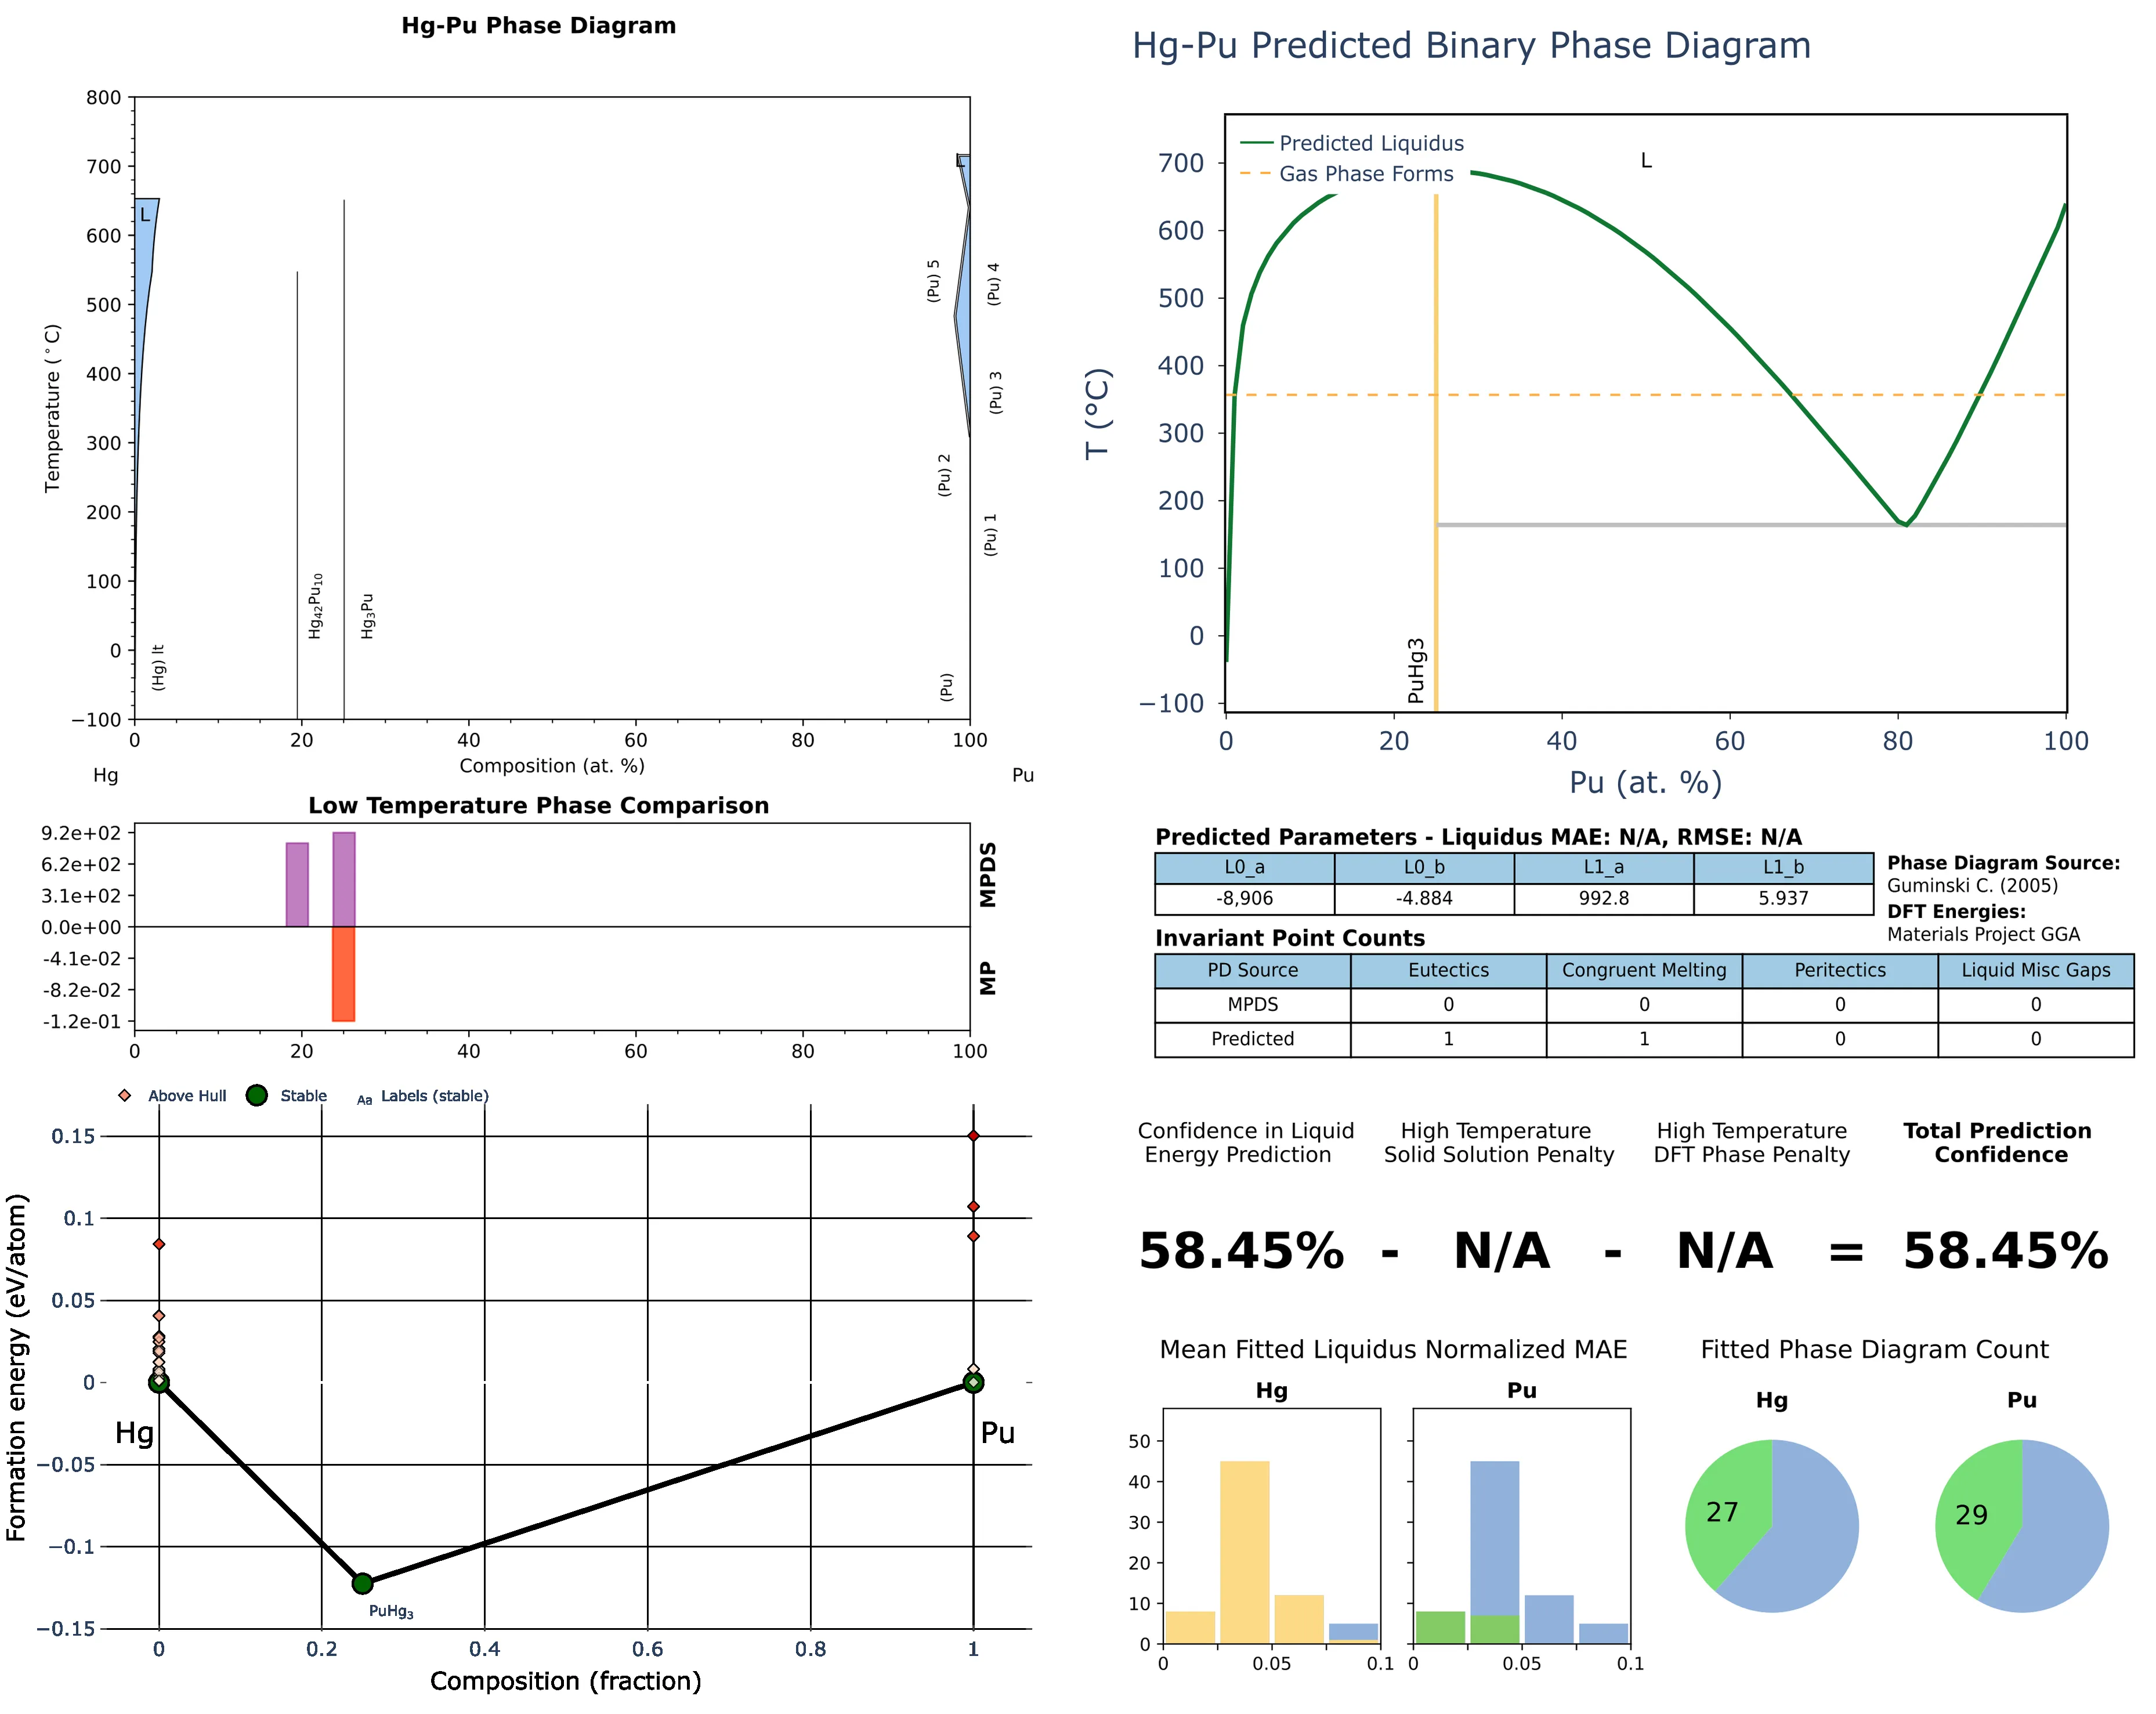 Hg-Pu Phase Diagram
800
700
600
500
400
300
200
100
0
−100
Temperature (°C)
L
L
(Hg) lt
Hg42Pu10
Hg3Pu
(Pu) 5
(Pu) 4
(Pu) 3
(Pu) 2
(Pu) 1
(Pu)
0 20 40 60 80 100
Composition (at. %)
Hg
Pu
Low Temperature Phase Comparison
9.2e+02
6.2e+02
3.1e+02
0.0e+00
-4.1e-02
-8.2e-02
-1.2e-01
MPDS
MP
0 20 40 60 80 100
Above Hull
Stable
Aa Labels (stable)
0.15
0.1
0.05
0
−0.05
−0.1
−0.15
Formation energy (eV/atom)
Hg
Pu
PuHg3
0 0.2 0.4 0.6 0.8 1
Composition (fraction)
Hg-Pu Predicted Binary Phase Diagram
Predicted Liquidus
Gas Phase Forms
L
700
600
500
400
300
200
100
0
−100
T (°C)
PuHg3
0 20 40 60 80 100
Pu (at. %)
Predicted Parameters - Liquidus MAE: N/A, RMSE: N/A
L0_a L0_b L1_a L1_b
-8,906 -4.884 992.8 5.937
Phase Diagram Source:
Guminski C. (2005)
DFT Energies:
Materials Project GGA
Invariant Point Counts
PD Source Eutectics Congruent Melting Peritectics Liquid Misc Gaps
MPDS 0 0 0 0
Predicted 1 1 0 0
Confidence in Liquid
Energy Prediction
High Temperature
Solid Solution Penalty
High Temperature
DFT Phase Penalty
Total Prediction
Confidence
58.45% - N/A - N/A = 58.45%
Mean Fitted Liquidus Normalized MAE
Hg
Pu
50
40
30
20
10
0
0 0.05 0.1
0 0.05 0.1
Fitted Phase Diagram Count
Hg
Pu
27
29